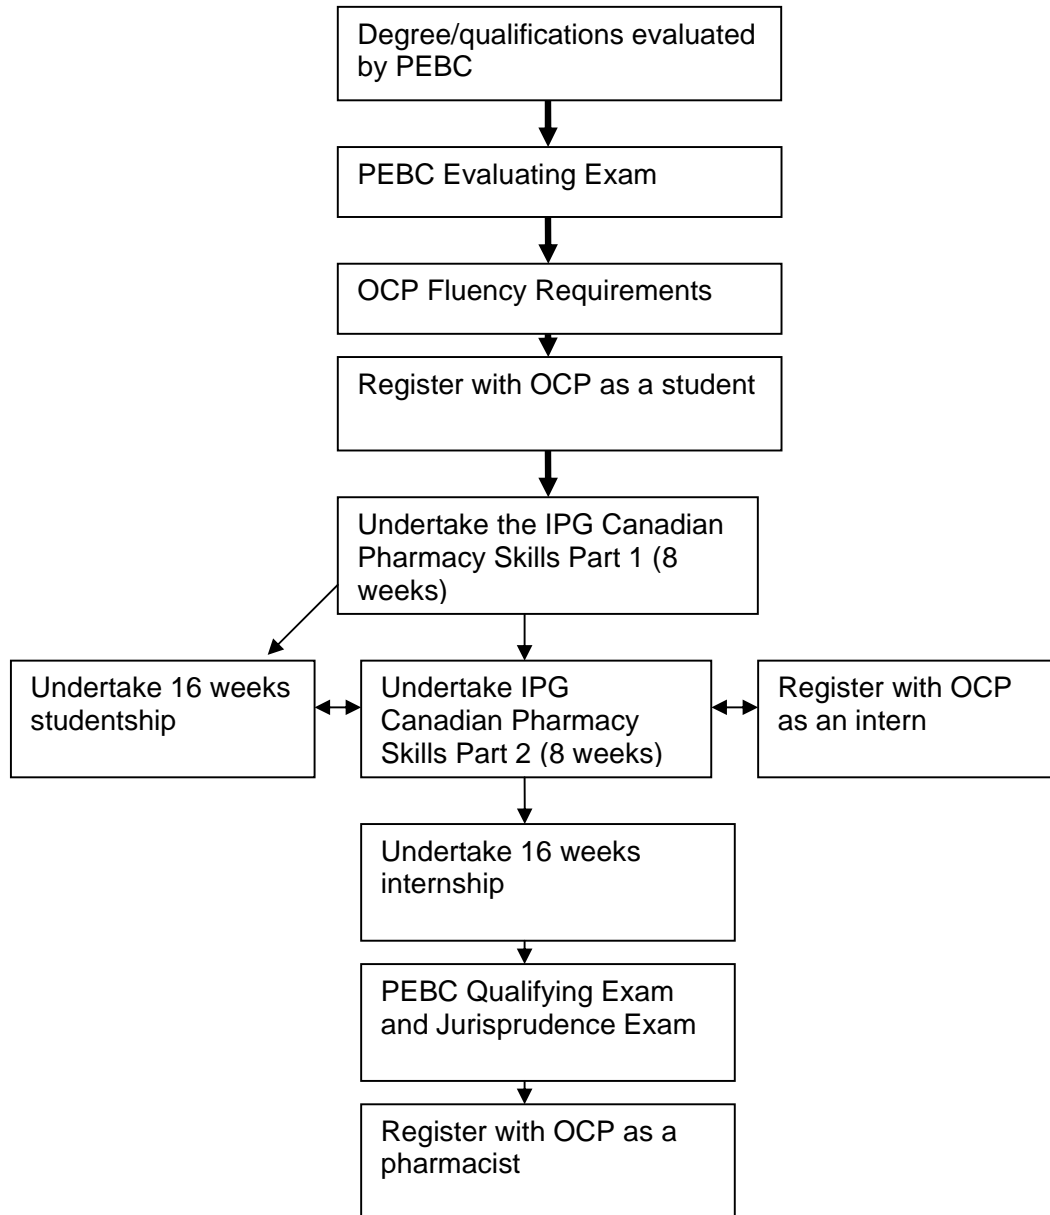 Degree/qualifications evaluated
by PEBC
PEBC Evaluating Exam
OCP Fluency Requirements
Register with OCP as a student
Undertake the IPG Canadian
Pharmacy Skills Part 1 (8
weeks)
Undertake 16 weeks
studentship
Undertake IPG
Canadian Pharmacy
Skills Part 2 (8 weeks)
Register with OCP
as an intern
Undertake 16 weeks
internship
PEBC Qualifying Exam
and Jurisprudence Exam
Register with OCP as a
pharmacist